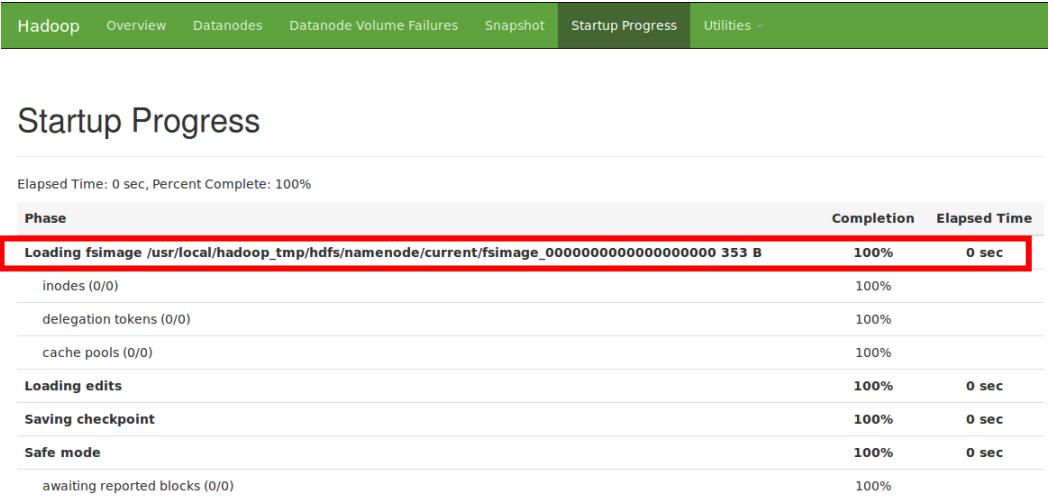 Hadoop Overview Datanodes Datanode Volume Failures Snapshot Startup Progress Utilities
Startup Progress
Elapsed Time: 0 sec, Percent Complete: 100%
Phase Completion Elapsed Time
Loading fsimage /usr/local/hadoop_tmp/hdfs/namenode/current/fsimage_0000000000000000000 353 B 100% 0 sec
inodes (0/0) 100%
delegation tokens (0/0) 100%
cache pools (0/0) 100%
Loading edits 100% 0 sec
Saving checkpoint 100% 0 sec
Safe mode 100% 0 sec
awaiting reported blocks (0/0) 100%